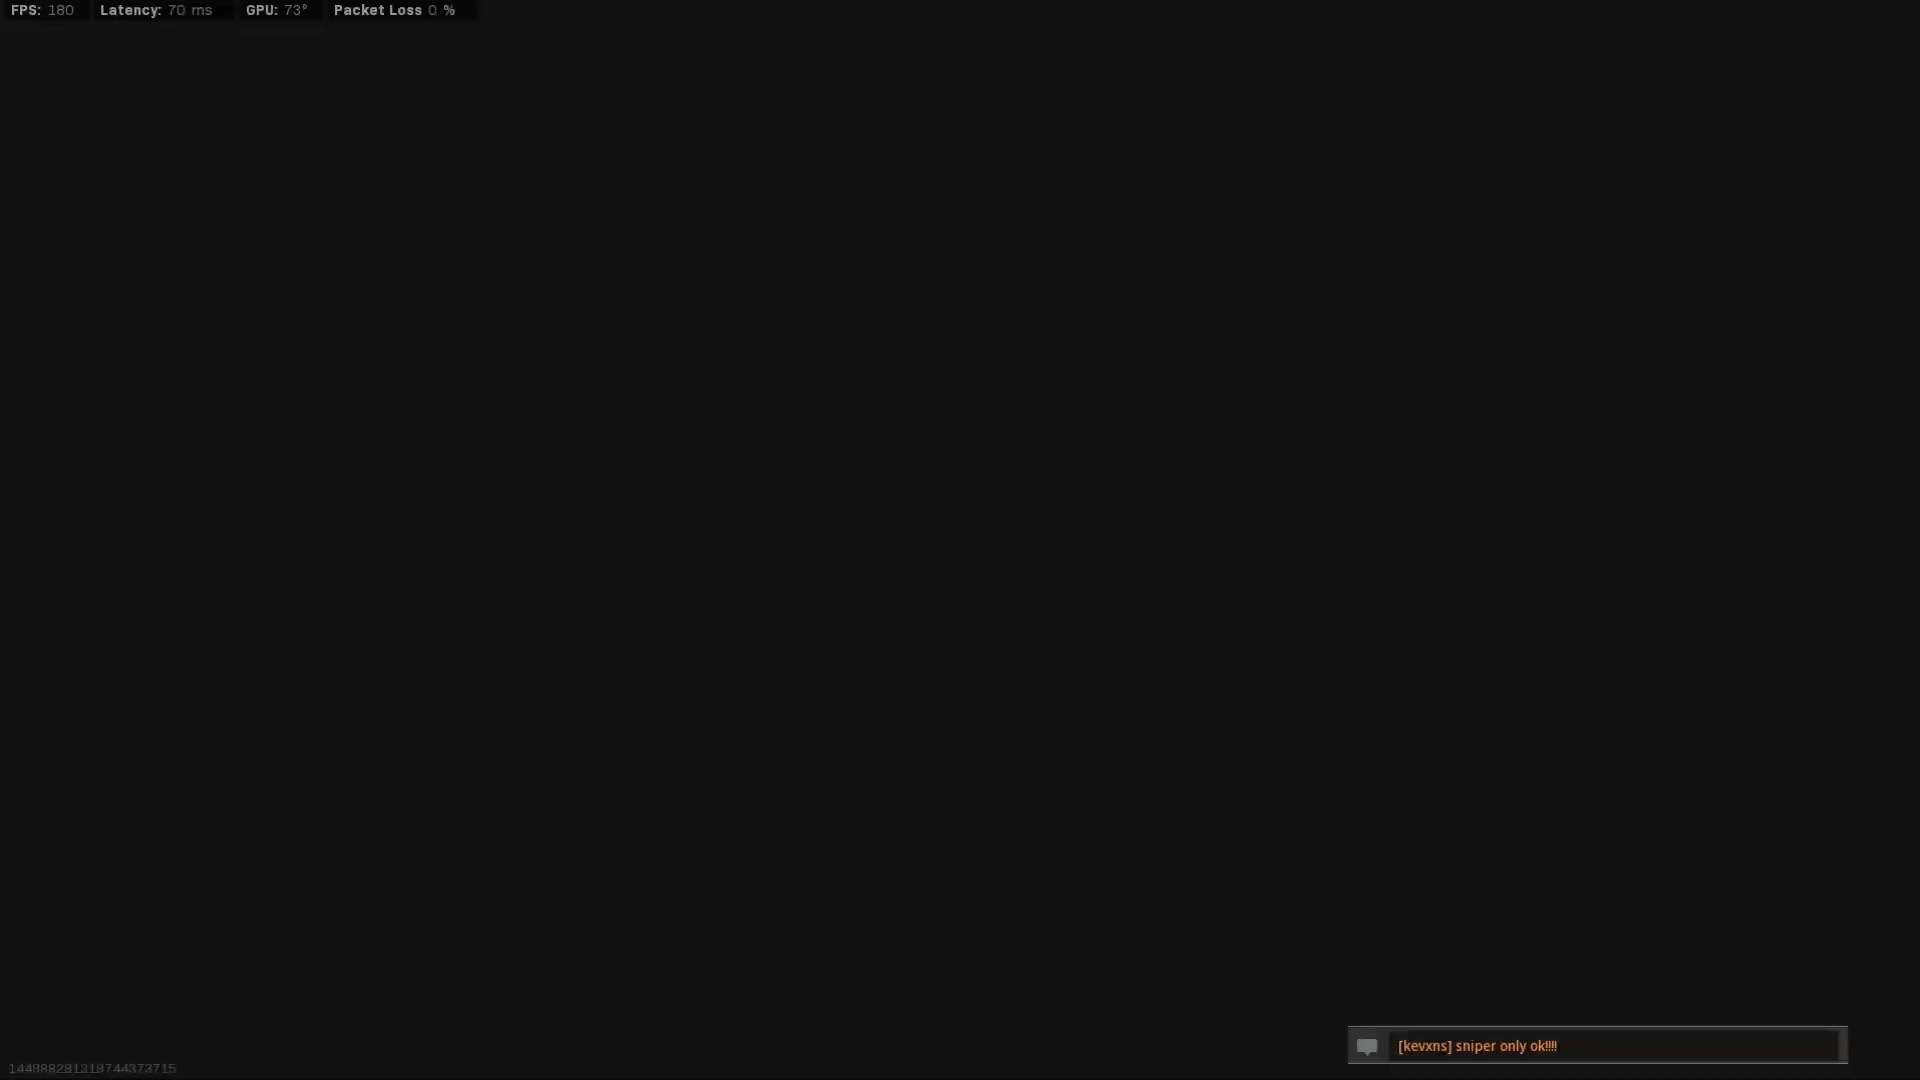 FPS: 180 Latency: 70 ms GPU: 73° Packet Loss 0 %
[kevxns] sniper only ok!!!!